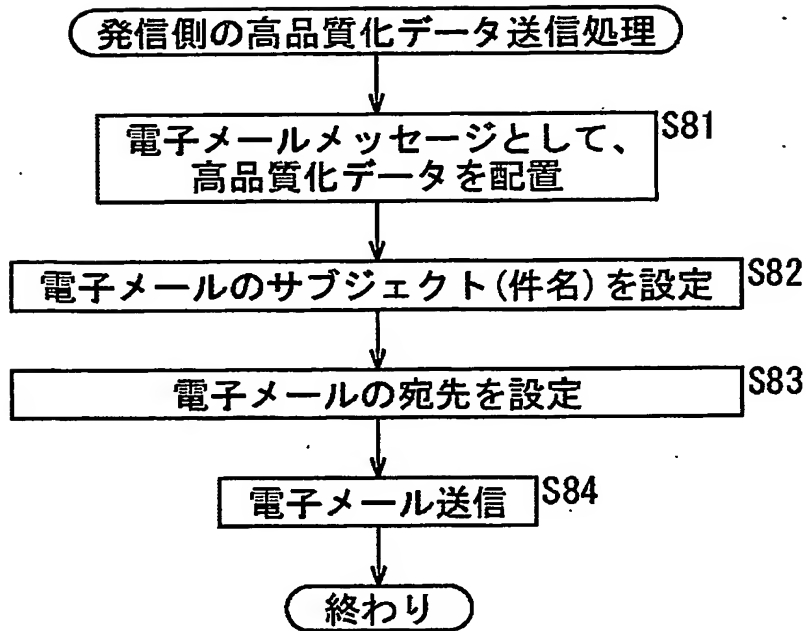 発信側の高品質化データ送信処理
電子メールメッセージとして、
高品質化データを配置
S81
電子メールのサブジェクト(件名)を設定
S82
電子メールの宛先を設定
S83
電子メール送信
S84
終わり